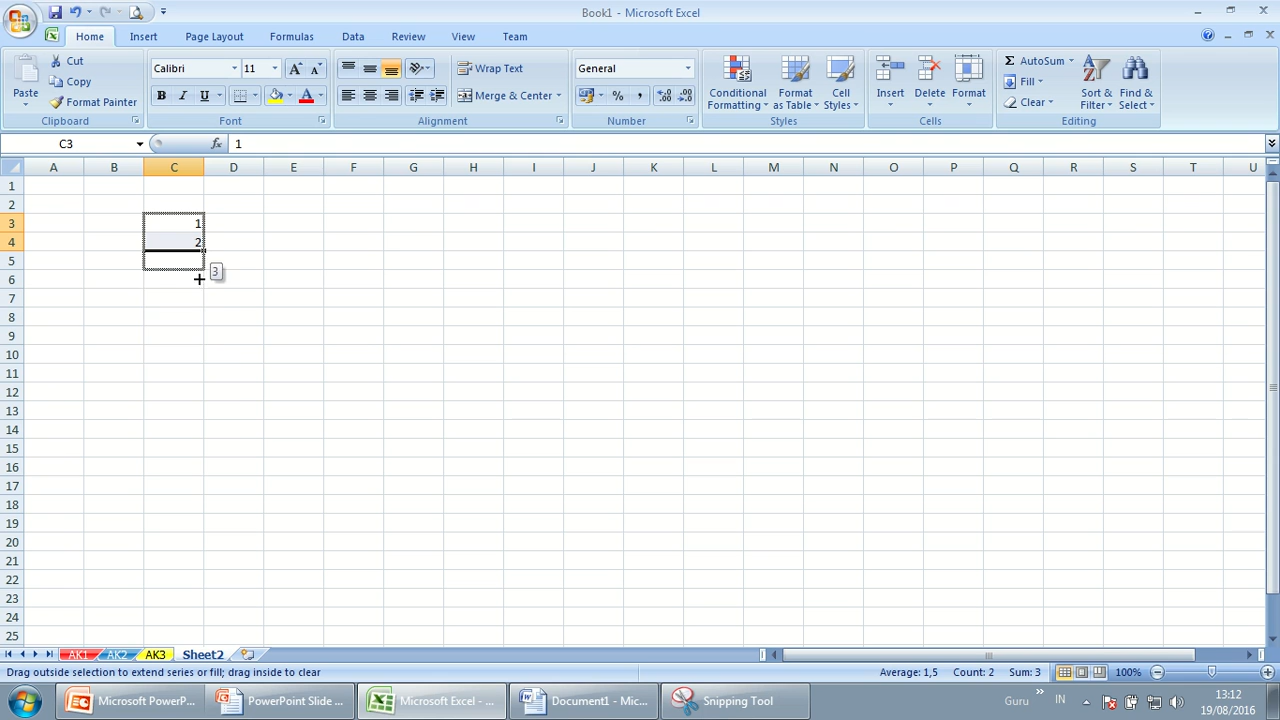 Book1 - Microsoft Excel
Home Insert Page Layout Formulas Data Review View Team
Paste
Cut
Copy
Format Painter
Clipboard
Calibri 11
B I U
Font
Wrap Text
Merge & Center
Alignment
General
% ,
Number
Conditional Formatting
Format as Table
Cell Styles
Styles
Insert
Delete
Format
Cells
Σ AutoSum
Fill
Clear
Sort & Filter
Find & Select
Editing
C3 fx 1
A B C D E F G H I J K L M N O P Q R S T U
1
2
3 1
4 2
5
3
6
7
8
9
10
11
12
13
14
15
16
17
18
19
20
21
22
23
24
25
AK1 AK2 AK3 Sheet2
Drag outside selection to extend series or fill; drag inside to clear Average: 1,5 Count: 2 Sum: 3 100%
Microsoft PowerP... PowerPoint Slide ... Microsoft Excel - ... Document1 - Mic... Snipping Tool Guru » IN 13:12
19/08/2016